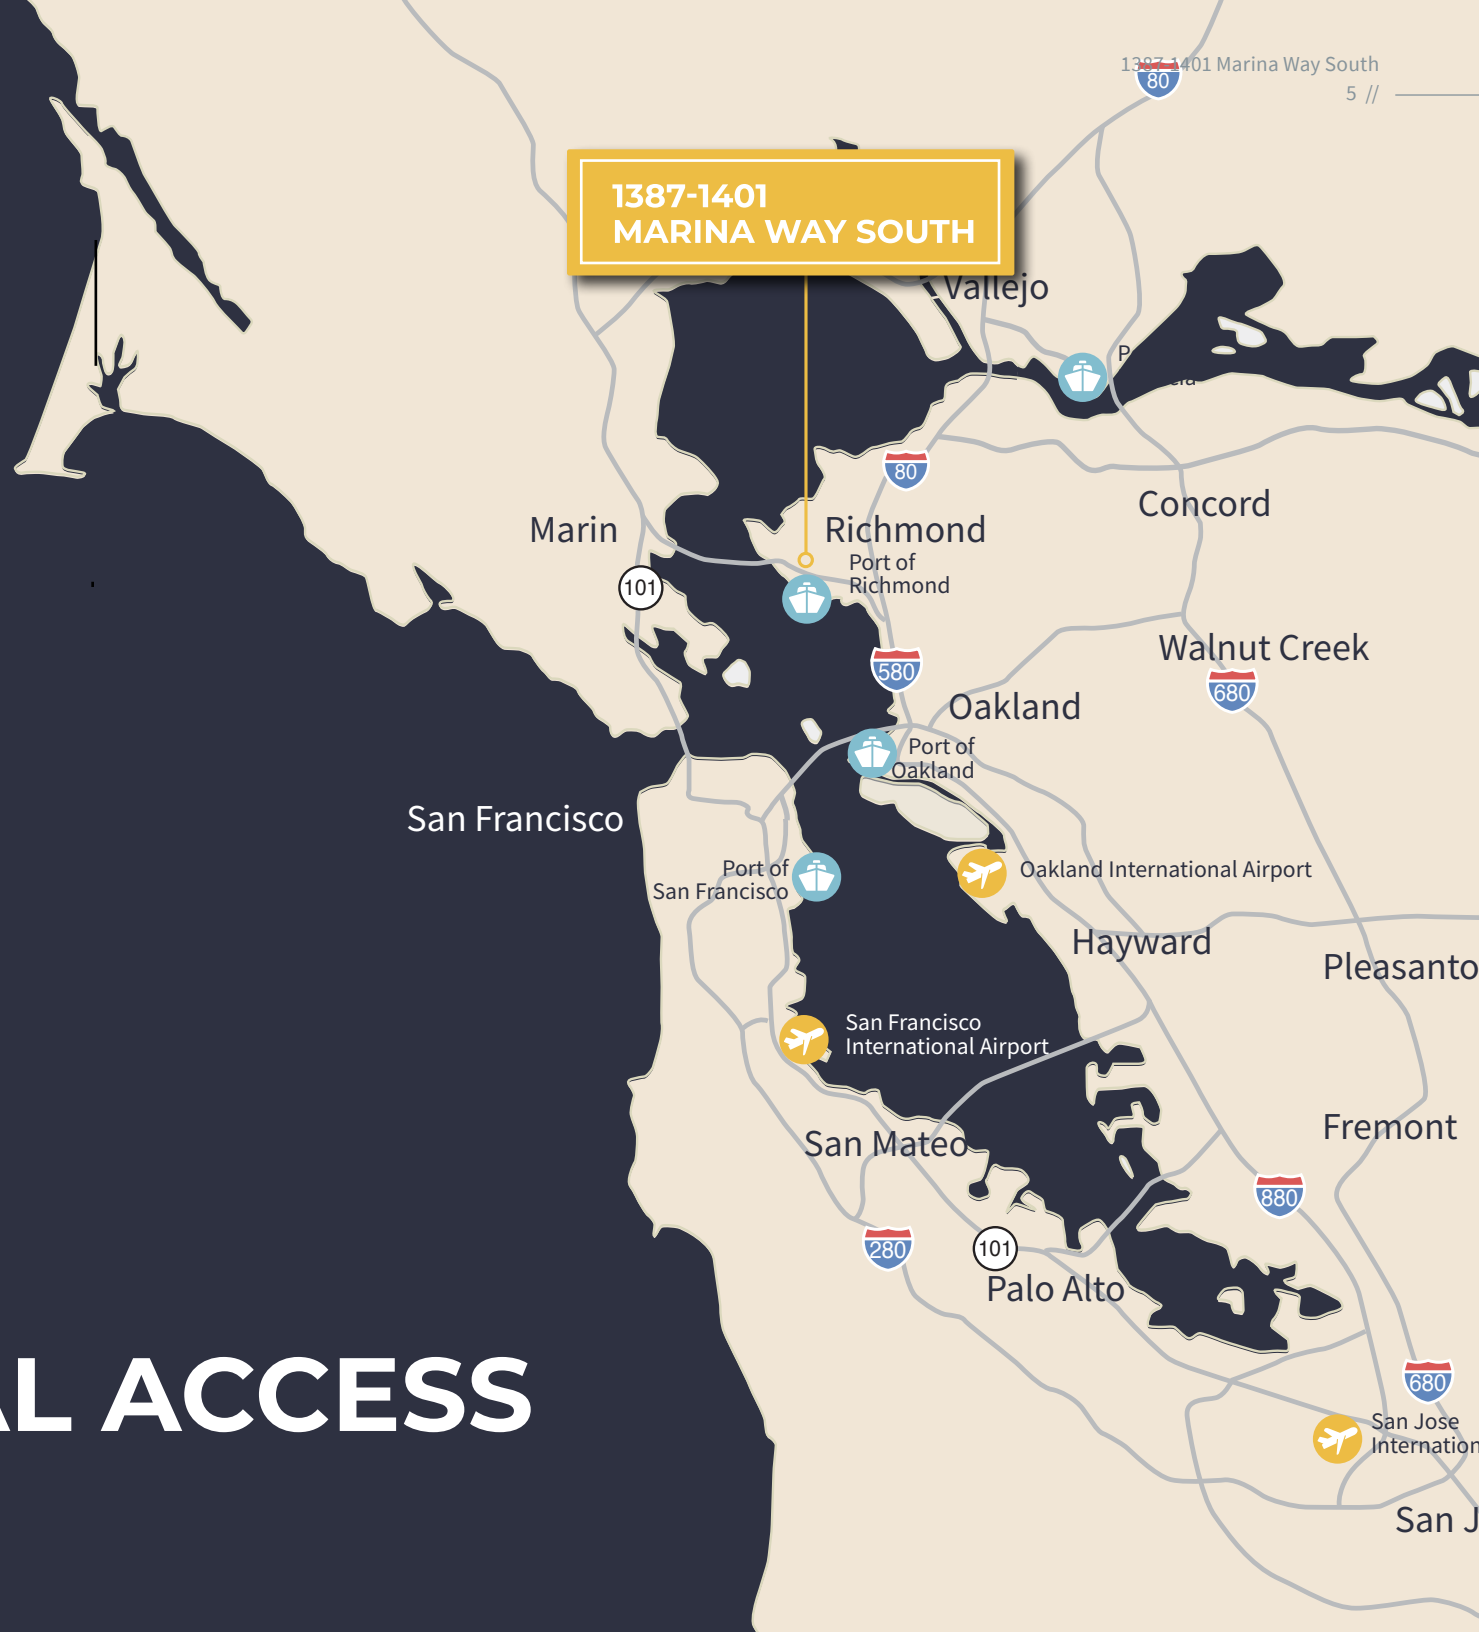 1387-1401 Marina Way South
80
5 //
1387-1401
MARINA WAY SOUTH
Vallejo
80
Concord
Marin
Richmond
Port of
Richmond
101
Walnut Creek
580
680
Oakland
Port of
Oakland
San Francisco
Port of
San Francisco
Oakland International Airport
Hayward
Pleasanto
San Francisco
International Airport
Fremont
San Mateo
880
280
101
Palo Alto
AL ACCESS
680
San Jose
Internation
San J